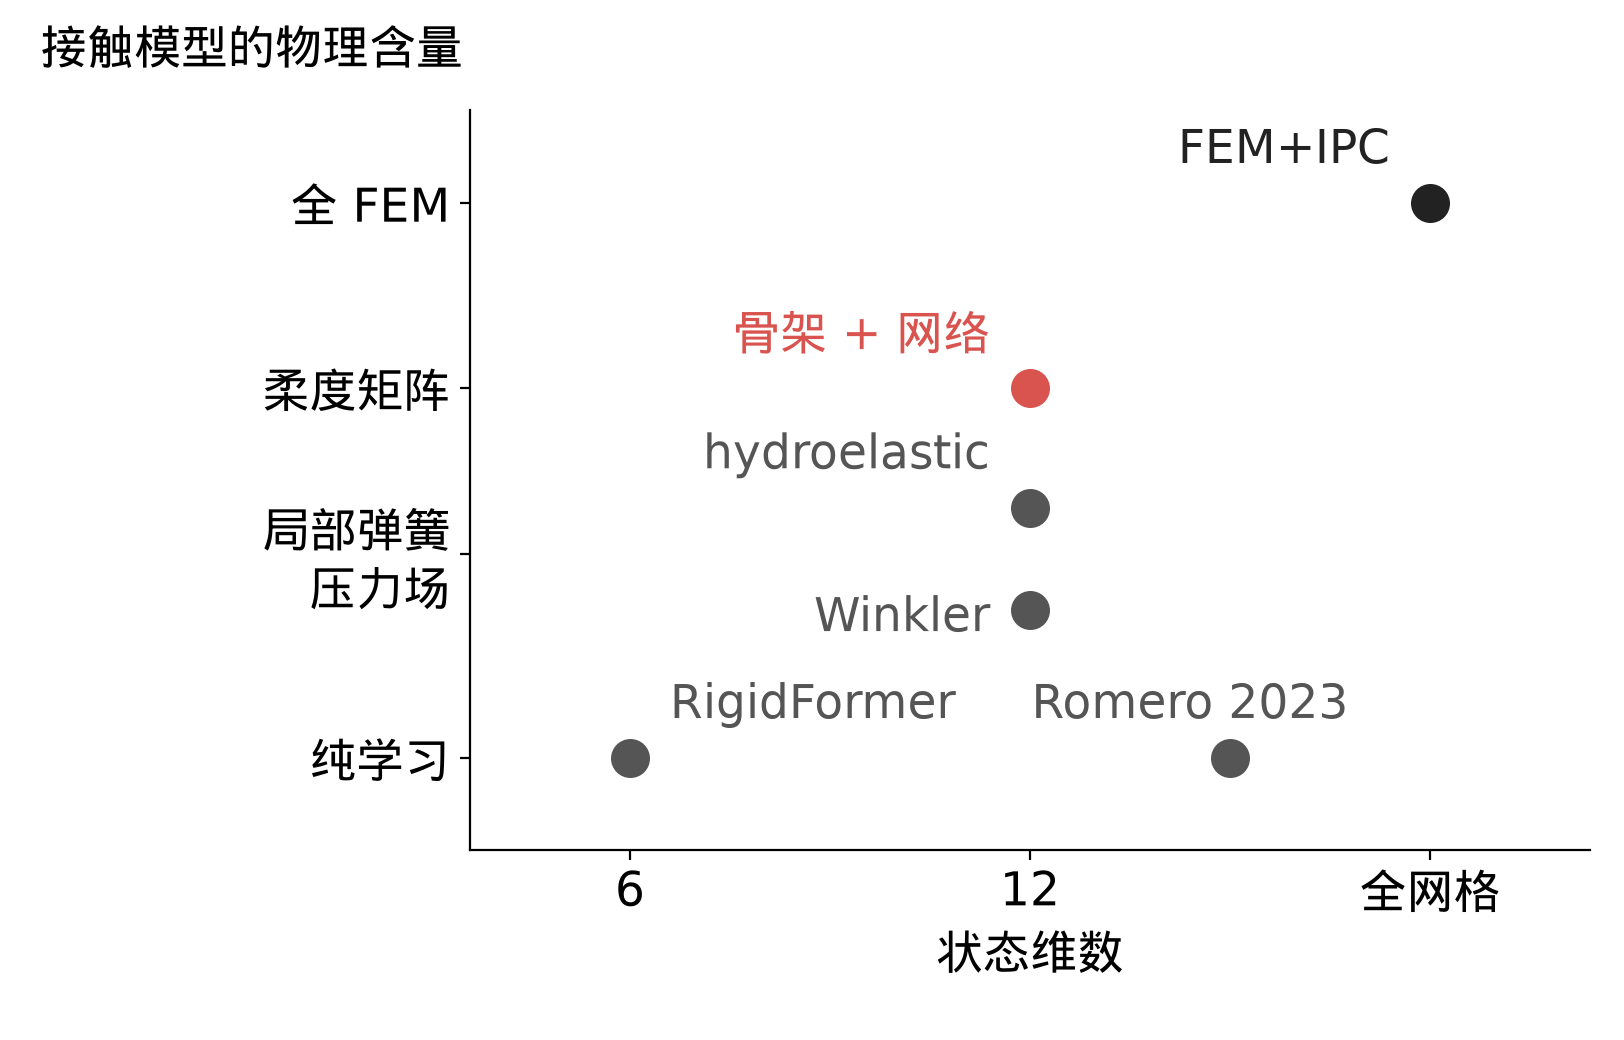 接触模型的物理含量
FEM+IPC
全 FEM
骨架 + 网络
柔度矩阵
hydroelastic
局部弹簧
压力场
Winkler
RigidFormer
Romero 2023
纯学习
6
12
全网格
状态维数